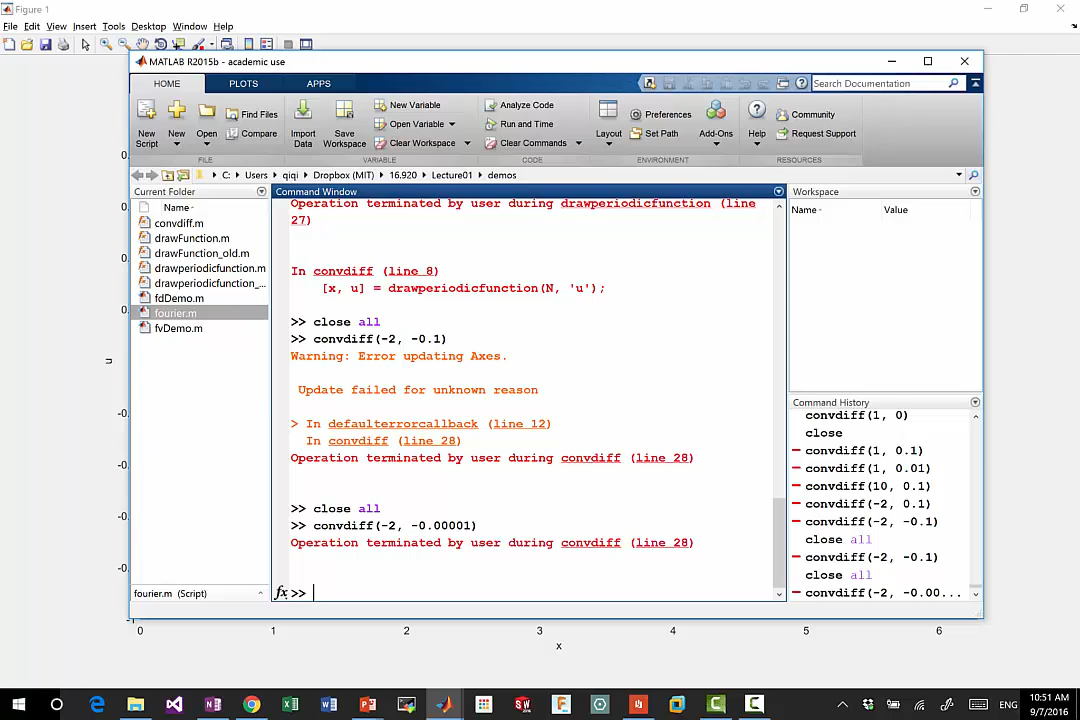 Figure 1
File Edit View Insert Tools Desktop Window Help
MATLAB R2015b - academic use
HOME PLOTS APPS
Search Documentation
New Script
New
Open
Find Files
Compare
Import Data
Save Workspace
New Variable
Open Variable
Clear Workspace
Analyze Code
Run and Time
Clear Commands
Layout
Preferences
Set Path
Add-Ons
Help
Community
Request Support
FILE VARIABLE CODE ENVIRONMENT RESOURCES
C: Users qiqi Dropbox (MIT) 16.920 Lecture01 demos
Current Folder
Name
convdiff.m
drawFunction.m
drawFunction_old.m
drawperiodicfunction.m
drawperiodicfunction_...
fdDemo.m
fourier.m
fvDemo.m
fourier.m (Script)
Command Window
Operation terminated by user during drawperiodicfunction (line
27)
In convdiff (line 8)
[x, u] = drawperiodicfunction(N, 'u');
>> close all
>> convdiff(-2, -0.1)
Warning: Error updating Axes.
Update failed for unknown reason
> In defaulterrorcallback (line 12)
In convdiff (line 28)
Operation terminated by user during convdiff (line 28)
>> close all
>> convdiff(-2, -0.00001)
Operation terminated by user during convdiff (line 28)
fx >>
Workspace
Name Value
Command History
convdiff(1, 0)
close
convdiff(1, 0.1)
convdiff(1, 0.01)
convdiff(10, 0.1)
convdiff(-2, 0.1)
convdiff(-2, -0.1)
close all
convdiff(-2, -0.1)
close all
convdiff(-2, -0.00...
u
0 1 2 3 4 5 6
x
ENG
10:51 AM
9/7/2016